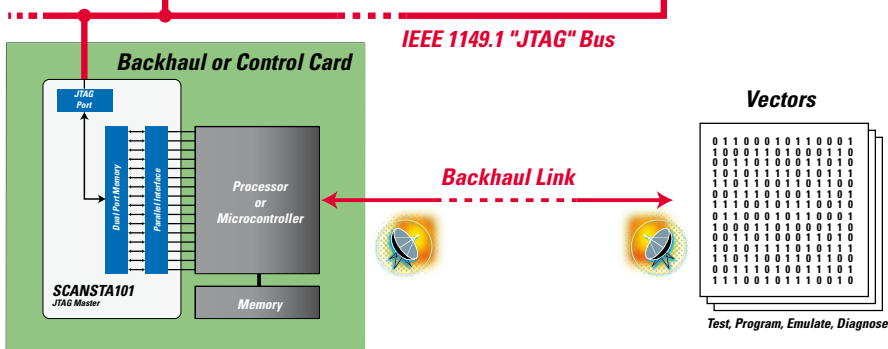 IEEE 1149.1 "JTAG" Bus
Backhaul or Control Card
JTAG
Port
Dual Port Memory
Parallel Interface
Processor
or
Microcontroller
SCANSTA101
JTAG Master
Memory
Backhaul Link
Vectors
0 1 1 0 0 0 1 0 1 1 0 0 0 1
1 0 0 0 1 1 0 1 0 0 0 1 1 0
0 0 1 1 0 1 0 0 0 1 1 0 1 0
1 0 1 0 1 1 1 1 0 1 0 1 1 1
1 1 0 1 1 0 0 1 1 0 1 1 0 0
0 0 1 1 1 0 1 0 0 1 1 1 0 1
1 1 1 0 0 1 0 1 1 1 0 0 1 0
0 1 1 0 0 0 1 0 1 1 0 0 0 1
1 0 0 0 1 1 0 1 0 0 0 1 1 0
0 0 1 1 0 1 0 0 0 1 1 0 1 0
1 0 1 0 1 1 1 1 0 1 0 1 1 1
1 1 0 1 1 0 0 1 1 0 1 1 0 0
0 0 1 1 1 0 1 0 0 1 1 1 0 1
1 1 1 0 0 1 0 1 1 1 0 0 1 0
Test, Program, Emulate, Diagnose